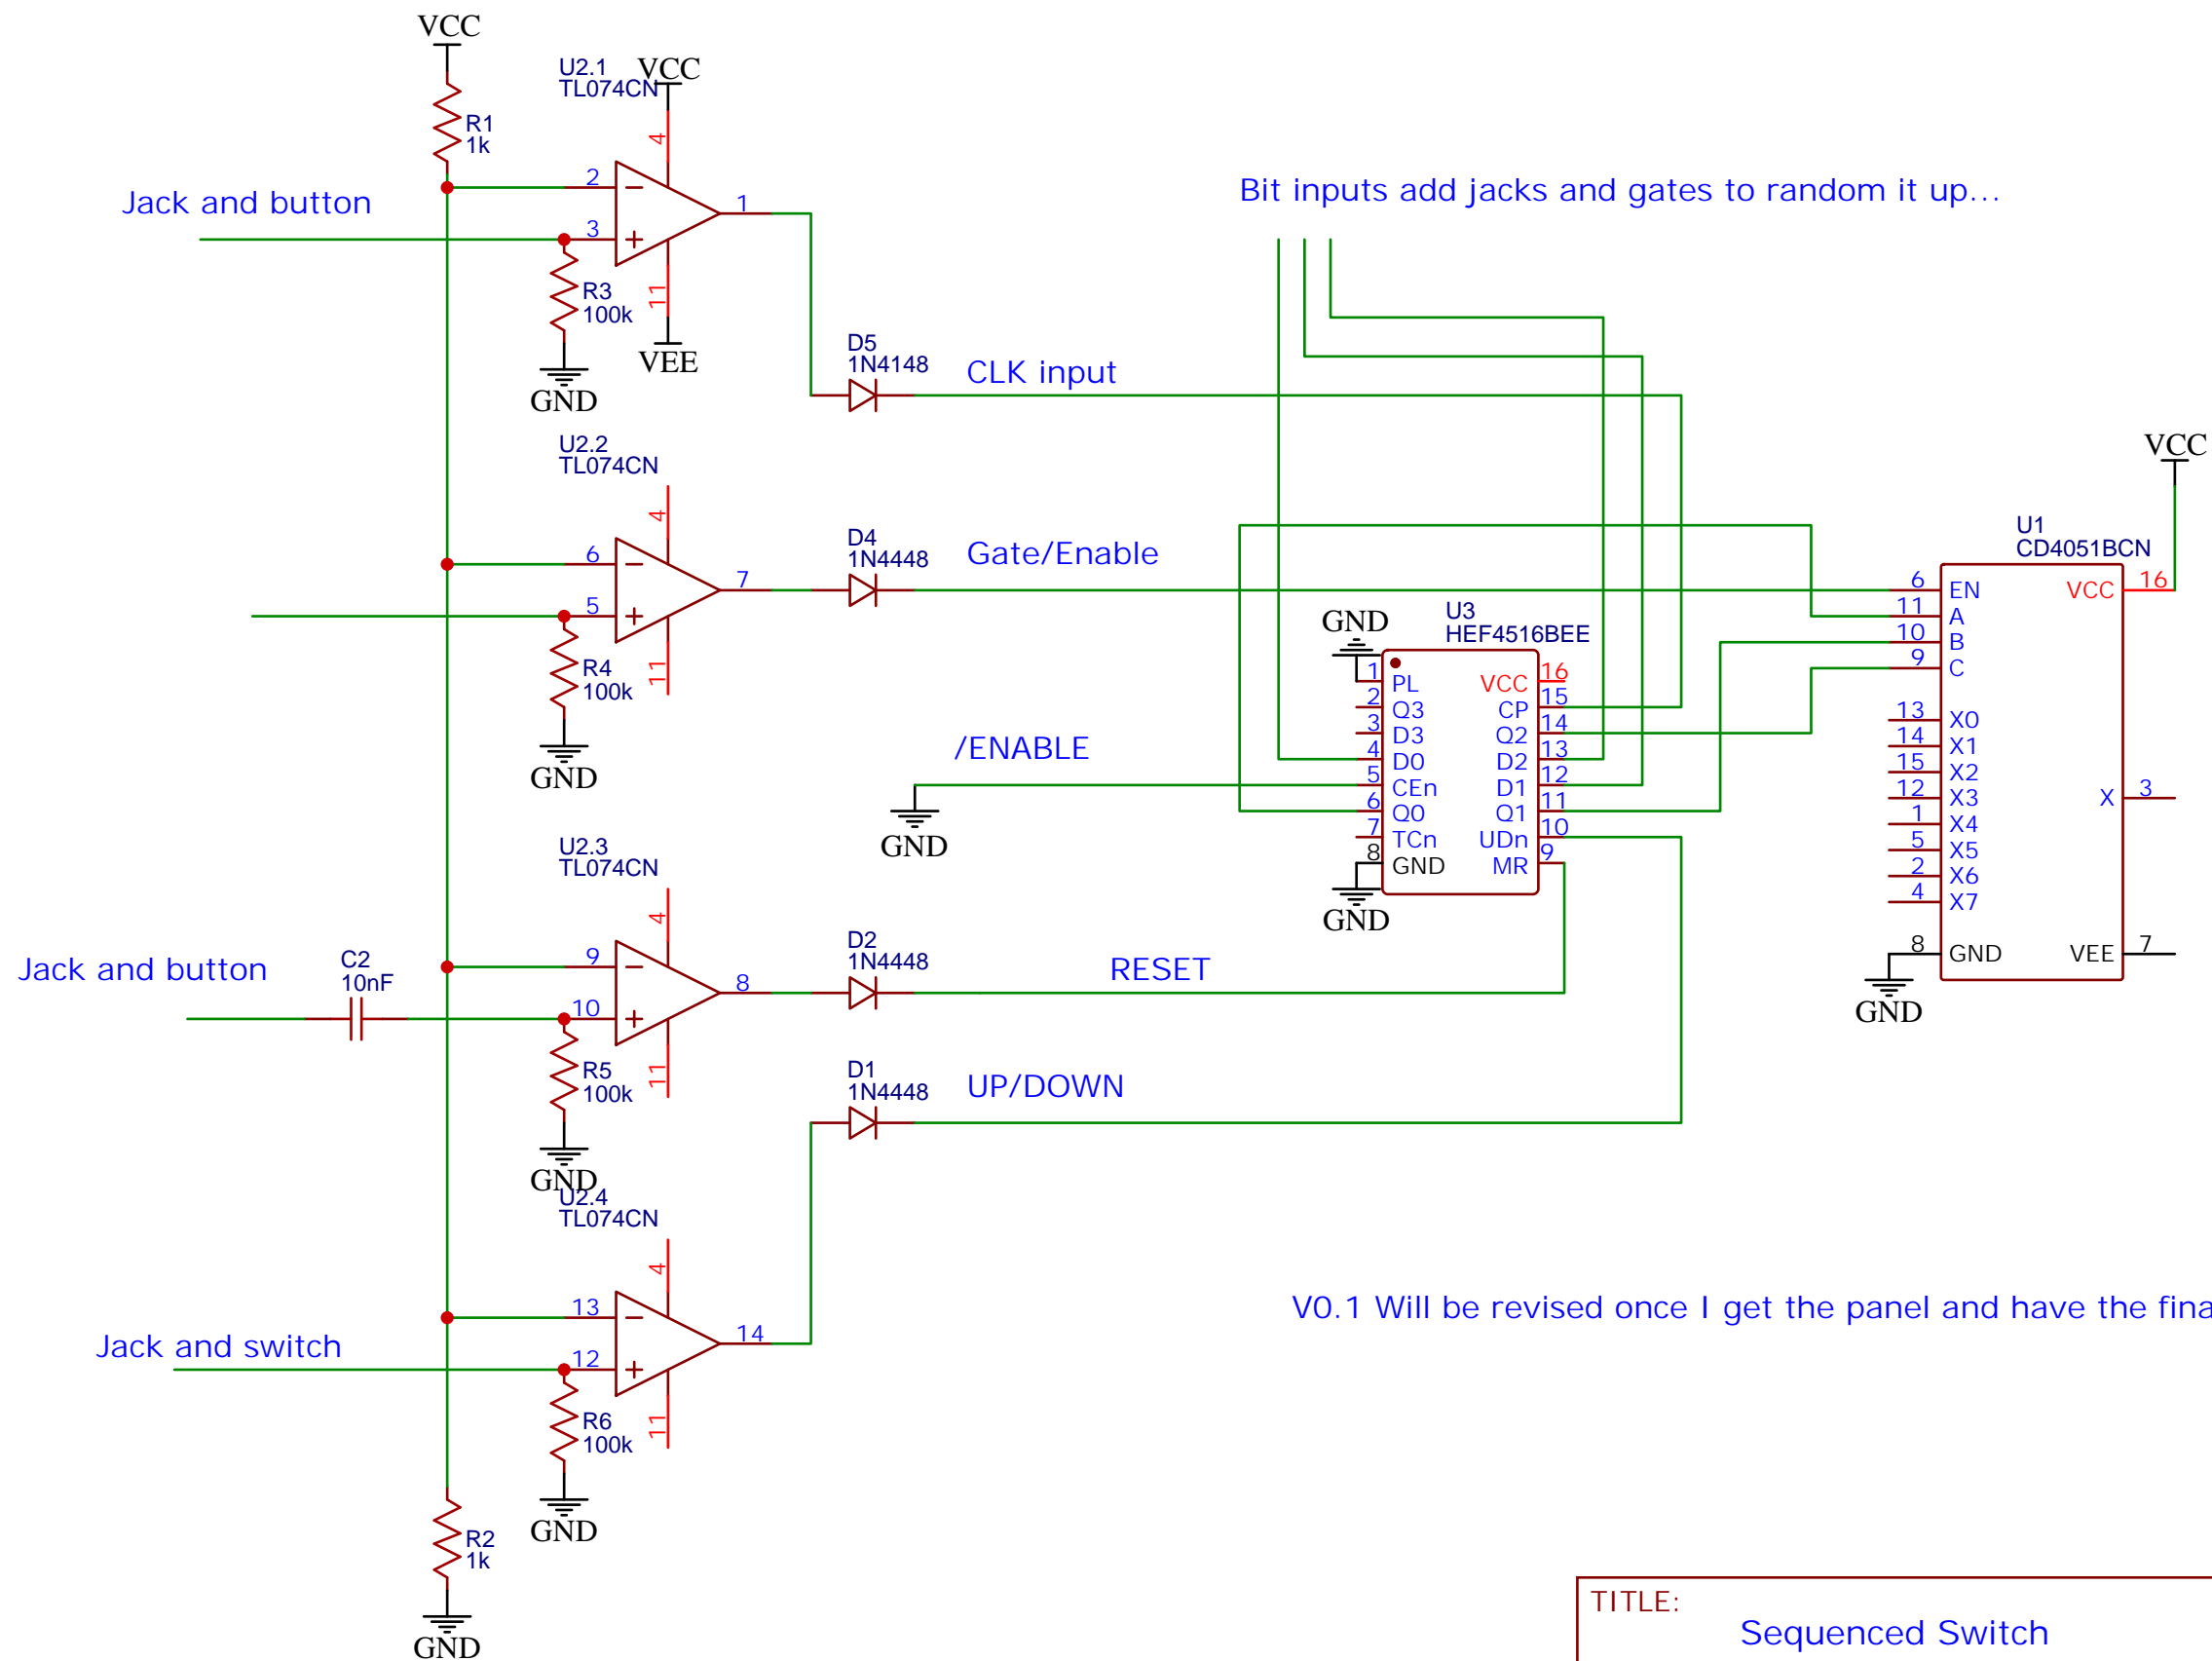 VCC
R1
1k
U2.1
TL074CN
VCC
4
2
3
1
11
VEE
Jack and button
R3
100k
GND
D5
1N4148
CLK input
Bit inputs add jacks and gates to random it up...
U2.2
TL074CN
4
6
5
7
11
R4
100k
GND
D4
1N4448
Gate/Enable
/ENABLE
GND
GND
U3
HEF4516BEE
1 PL
2 Q3
3 D3
4 D0
5 CEn
6 Q0
7 TCn
8 GND
VCC 16
CP 15
Q2 14
D2 13
D1 12
Q1 11
UDn 10
MR 9
GND
VCC
U1
CD4051BCN
6 EN
11 A
10 B
9 C
13 X0
14 X1
15 X2
12 X3
1 X4
5 X5
2 X6
4 X7
8 GND
VCC 16
X 3
VEE 7
GND
U2.3
TL074CN
4
9
10
8
11
Jack and button
C2
10nF
R5
100k
GND
D2
1N4448
RESET
D1
1N4448
UP/DOWN
U2.4
TL074CN
4
13
12
14
11
Jack and switch
R6
100k
GND
R2
1k
GND
V0.1 Will be revised once I get the panel and have the fina
TITLE:
Sequenced Switch